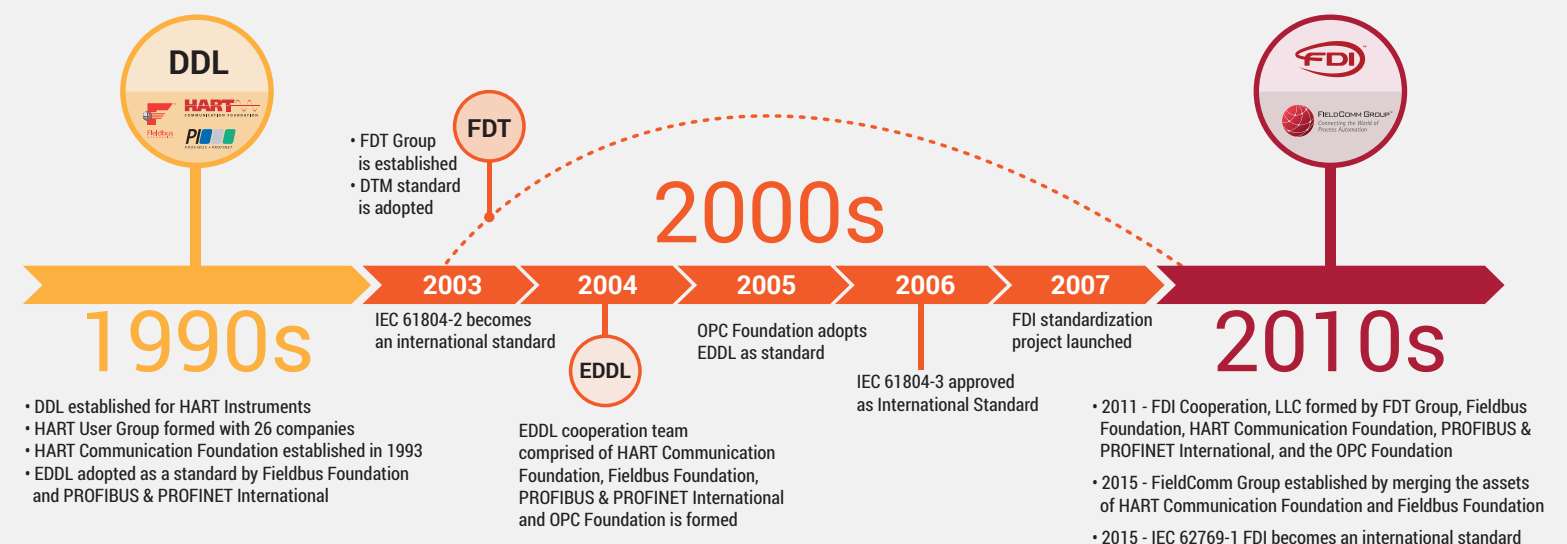 DDL
Fieldbus
HART
COMMUNICATION FOUNDATION
PI
PROFIBUS • PROFINET
• FDT Group
is established
• DTM standard
is adopted
FDT
2000s
FDI
FIELDCOMM GROUP
Connecting the World of
Process Automation
2003
2004
2005
2006
2007
1990s
• DDL established for HART Instruments
• HART User Group formed with 26 companies
• HART Communication Foundation established in 1993
• EDDL adopted as a standard by Fieldbus Foundation
and PROFIBUS & PROFINET International
IEC 61804-2 becomes
an international standard
EDDL
EDDL cooperation team
comprised of HART Communication
Foundation, Fieldbus Foundation,
PROFIBUS & PROFINET International
and OPC Foundation is formed
OPC Foundation adopts
EDDL as standard
IEC 61804-3 approved
as International Standard
FDI standardization
project launched
2010s
• 2011 - FDI Cooperation, LLC formed by FDT Group, Fieldbus
Foundation, HART Communication Foundation, PROFIBUS &
PROFINET International, and the OPC Foundation
• 2015 - FieldComm Group established by merging the assets
of HART Communication Foundation and Fieldbus Foundation
• 2015 - IEC 62769-1 FDI becomes an international standard